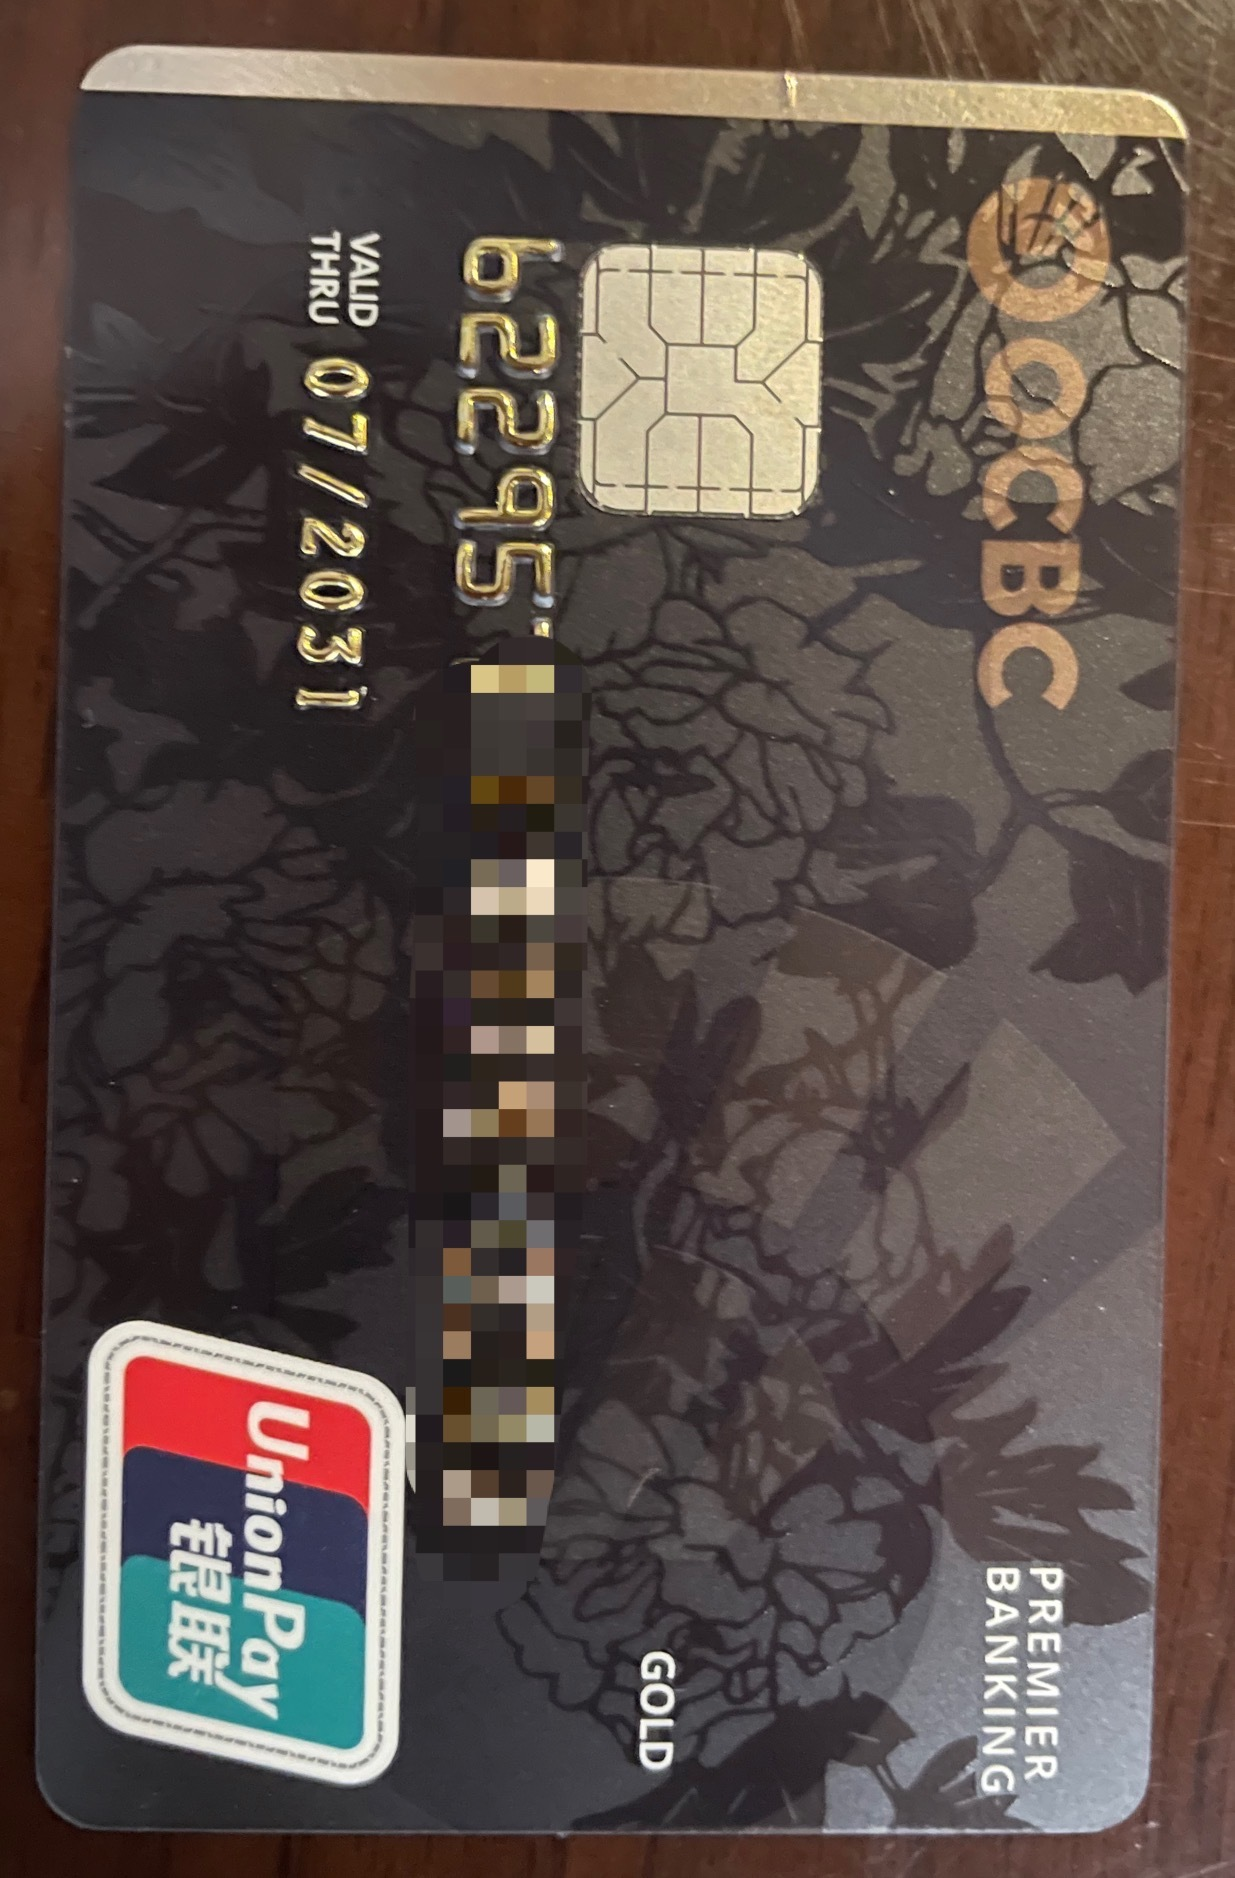 OCBC
PREMIER
BANKING
GOLD
62295
VALID
THRU
07/2031
UnionPay
银联